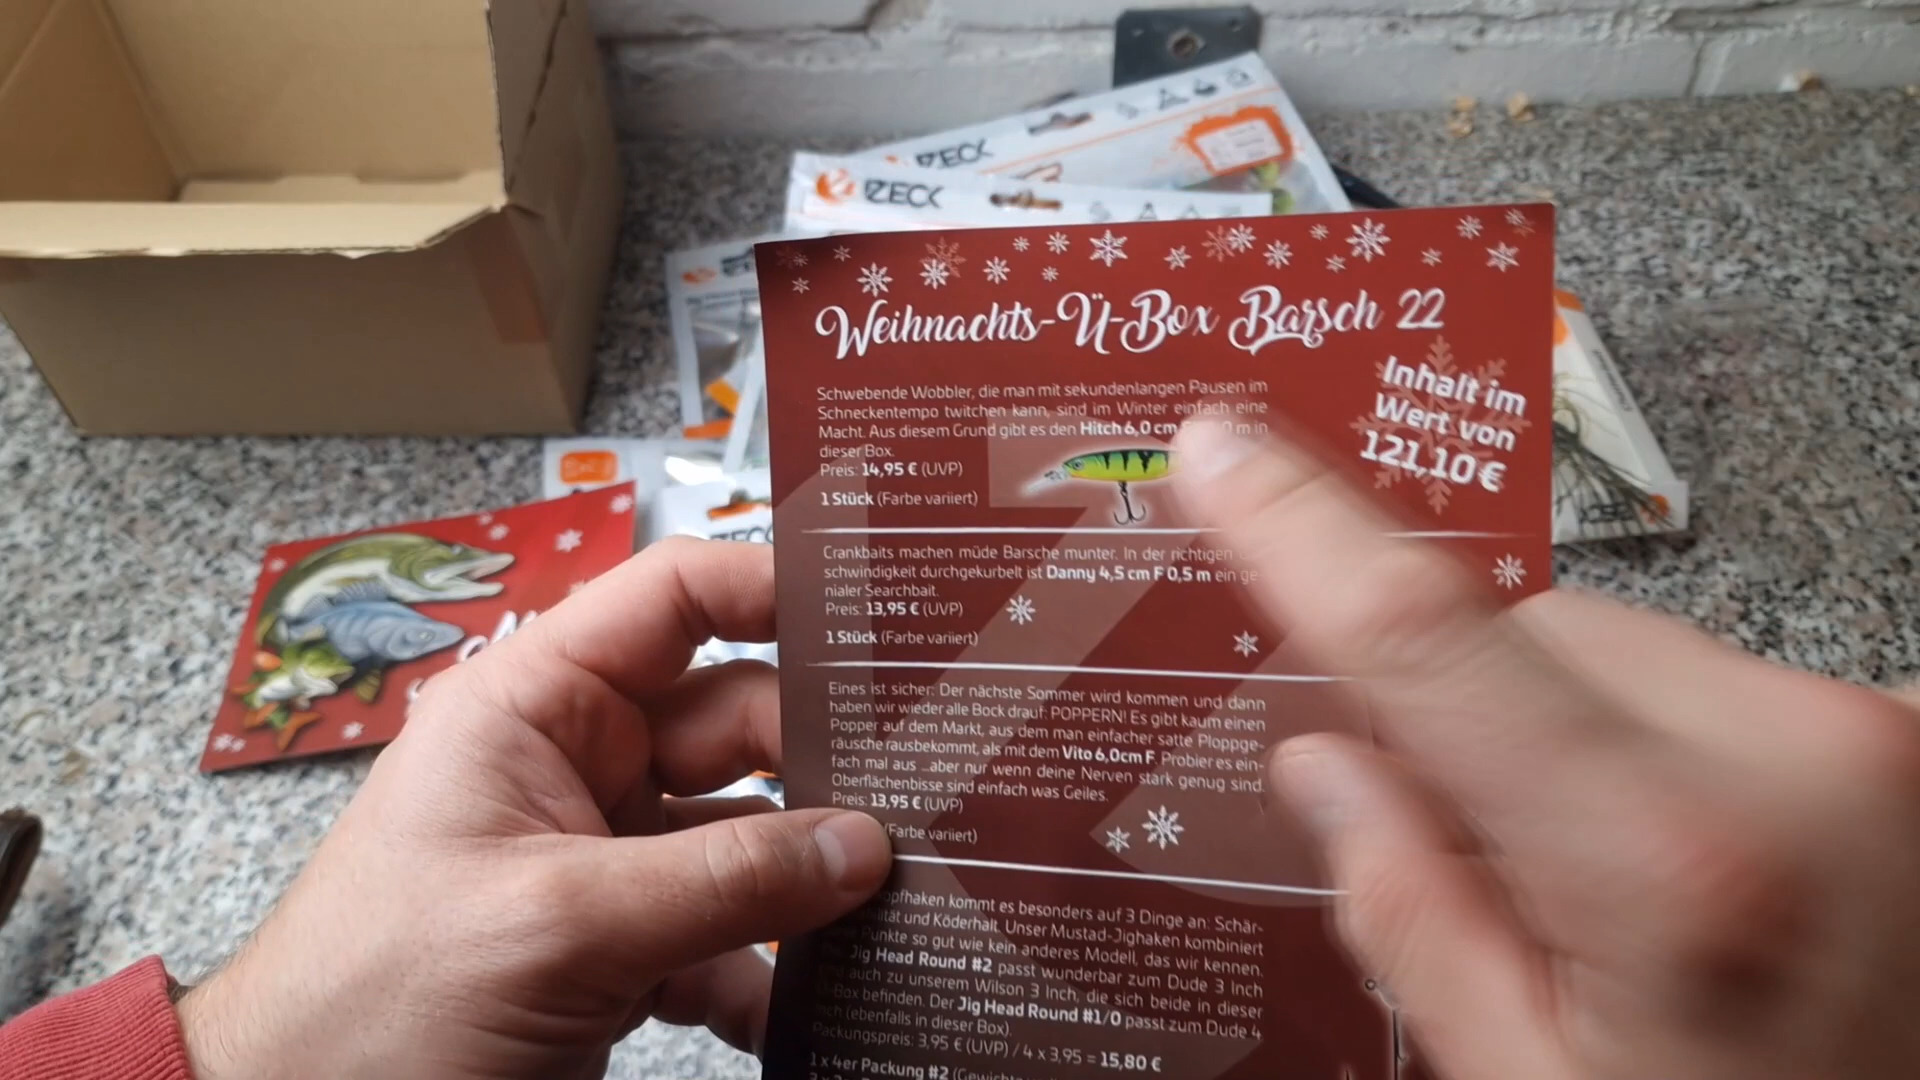 ZECK
ZECK
Weihnachts-Ü-Box Barsch 22
Inhalt im
Wert von
121,10 €
Schwebende Wobbler, die man mit sekundenlangen Pausen im
Schneckentempo twitchen kann, sind im Winter einfach eine
Macht. Aus diesem Grund gibt es den Hitch 6,0 cm m in
dieser Box.
Preis: 14,95 € (UVP)
1 Stück (Farbe variiert)
Crankbaits machen müde Barsche munter. In der richtigen
schwindigkeit durchgekurbelt ist Danny 4,5 cm F 0,5 m ein ge-
nialer Searchbait.
Preis: 13,95 € (UVP)
1 Stück (Farbe variiert)
Eines ist sicher: Der nächste Sommer wird kommen und dann
haben wir wieder alle Bock drauf: POPPERN! Es gibt kaum einen
Popper auf dem Markt, aus dem man einfacher satte Ploppge-
räusche rausbekommt, als mit dem Vito 6,0cm F. Probier es ein-
fach mal aus ...aber nur wenn deine Nerven stark genug sind.
Oberflächenbisse sind einfach was Geiles.
Preis: 13,95 € (UVP)
(Farbe variiert)
kommt es besonders auf 3 Dinge an: Schär-
und Köderhalt. Unser Mustad-Jighaken kombiniert
Punkte so gut wie kein anderes Modell, das wir kennen.
Jig Head Round #2 passt wunderbar zum Dude 3 Inch
auch zu unserem Wilson 3 Inch, die sich beide in dieser
Box befinden. Der Jig Head Round #1/0 passt zum Dude 4
(ebenfalls in dieser Box).
Packungspreis: 3,95 € (UVP) / 4 x 3,95 = 15,80 €
1 x 4er Packung #2